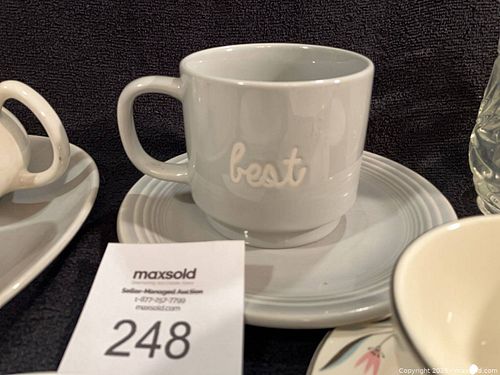 best
maxsold
Seller-Managed Auction
1-877-257-7799
maxsold.com
248